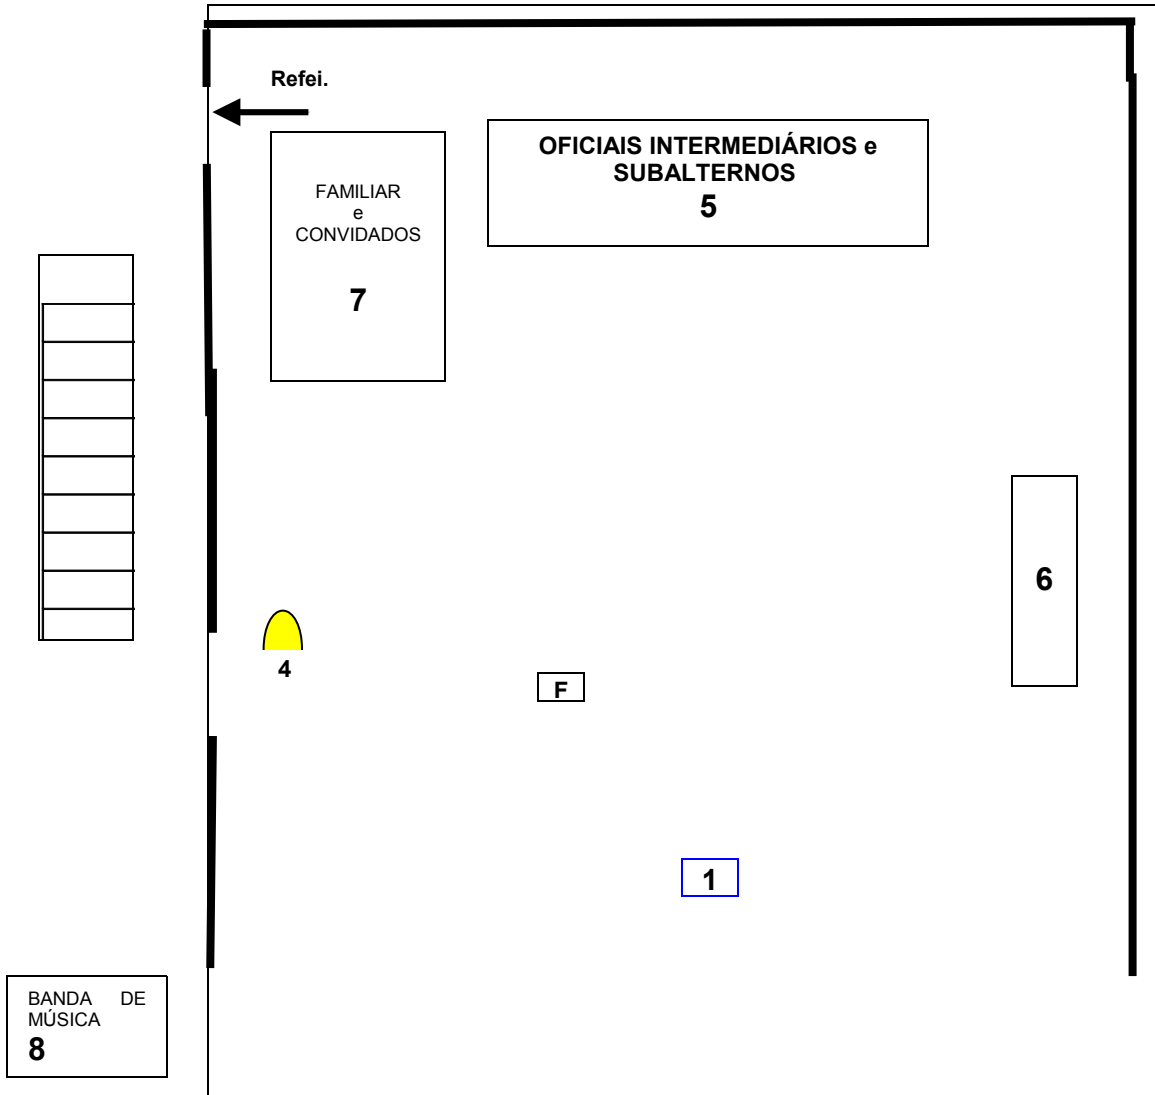 Refei.
OFICIAIS INTERMEDIÁRIOS e
SUBALTERNOS
5
FAMILIAR
e
CONVIDADOS
7
6
4
F
1
BANDA DE
MÚSICA
8